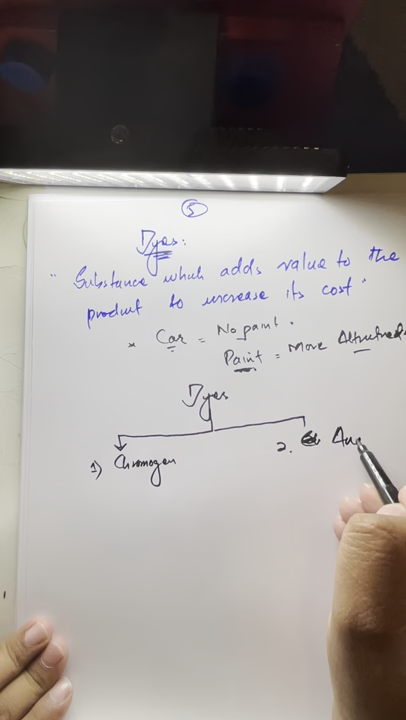 5
Dyes:
"Substance which adds value to the
product to increase its cost"
* Car = No paint.
Paint = More
Dyes
1) Chromogen
2. Au